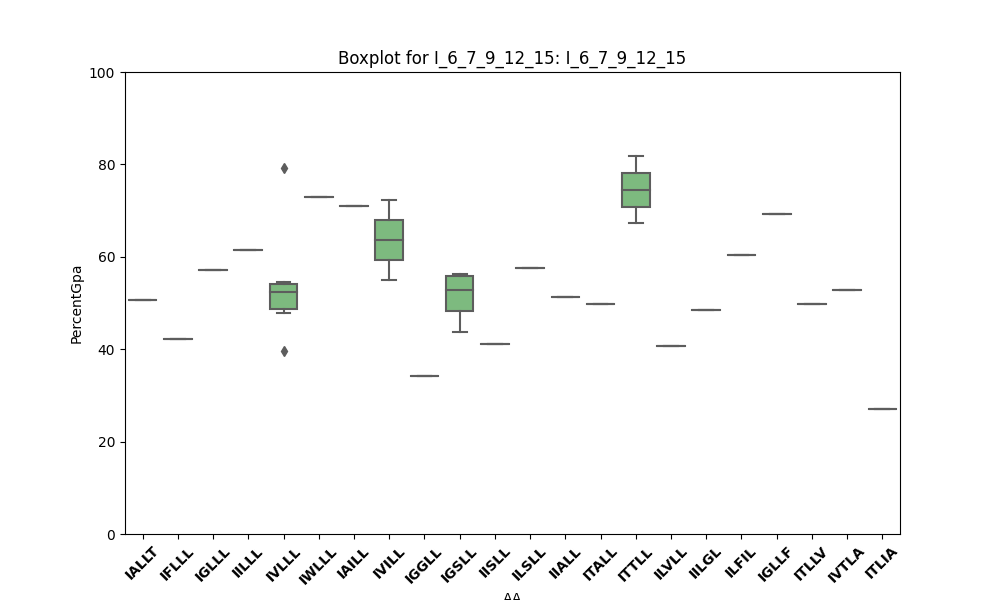 Boxplot for I_6_7_9_12_15: I_6_7_9_12_15
100
80
60
40
20
0
PercentGpa
IALLT IFLLL IGLLL IILLL IVLLL IWLLL IAILL IVILL IGGLL IGSLL IISLL ILSLL IIALL ITALL ITTLL ILVLL IILGL ILFIL IGLLF ITLLV IVTLA ITLIA
AA